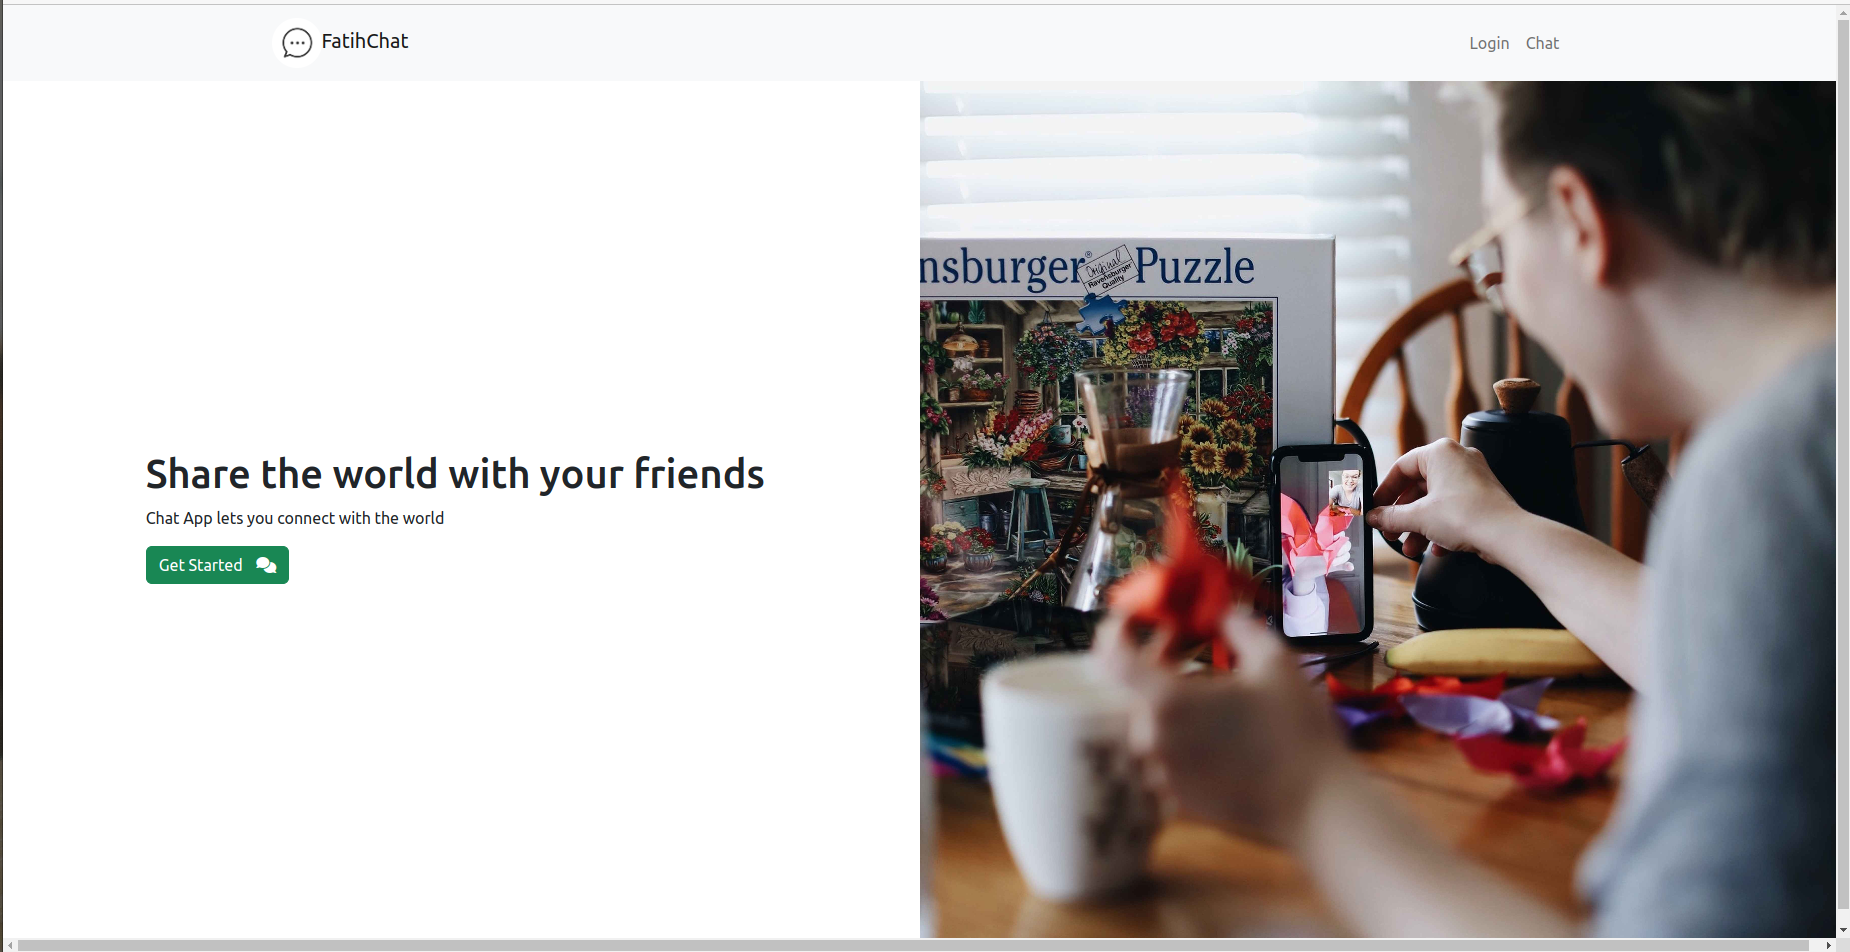 FatihChat
Login Chat
Share the world with your friends
Chat App lets you connect with the world
Get Started
nsburger® Puzzle
Original
Ravensburger
Quality